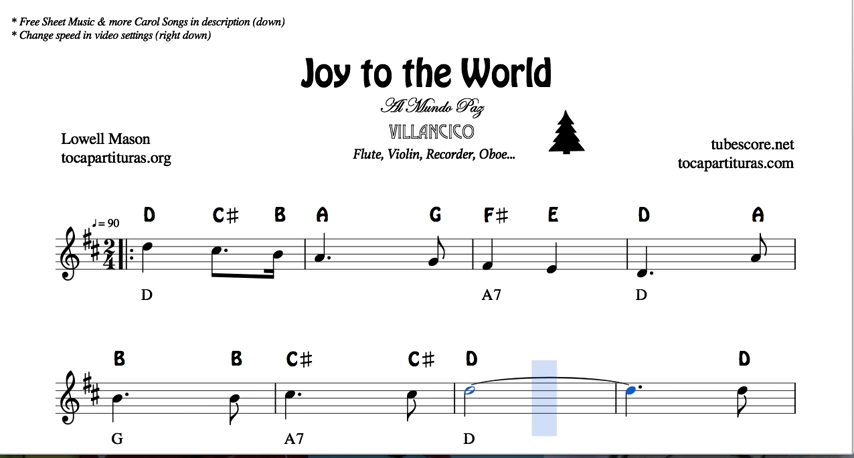 * Free Sheet Music & more Carol Songs in description (down)
* Change speed in video settings (right down)
Joy to the World
Al Mundo Paz
VILLANCICO
Flute, Violin, Recorder, Oboe...
Lowell Mason
tocapartituras.org
tubescore.net
tocapartituras.com
♩ = 90
D C# B A G F# E D A
2
4
D A7 D
B B C# C# D D
G A7 D